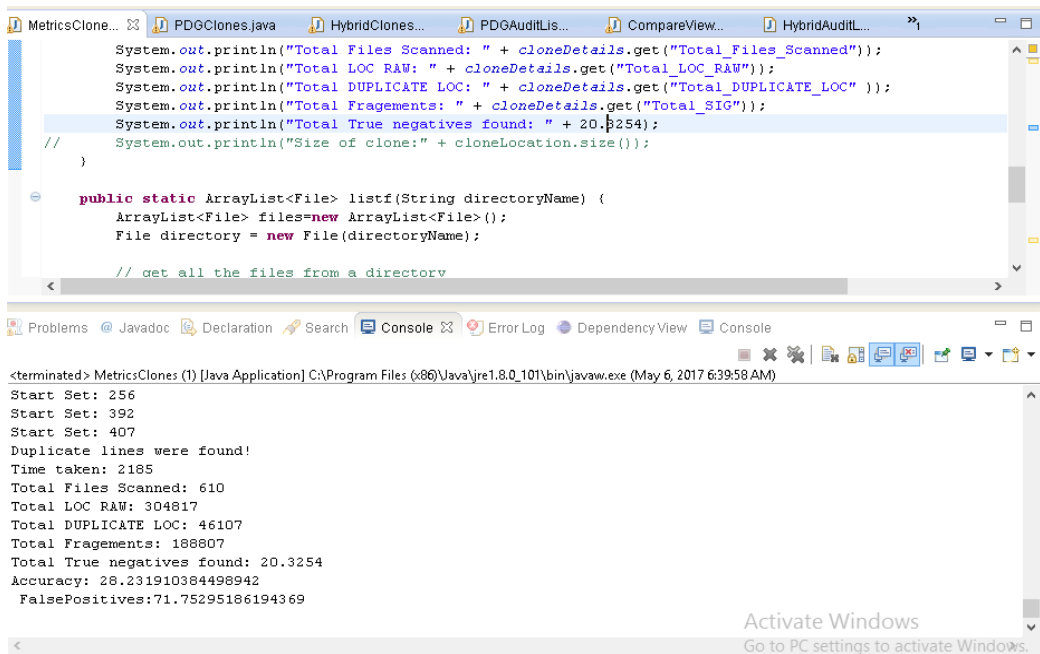 MetricsClone... PDGClones.java HybridClones... PDGAuditLis... CompareView... HybridAuditL... »1
System.out.println("Total Files Scanned: " + cloneDetails.get("Total_Files_Scanned"));
System.out.println("Total LOC RAW: " + cloneDetails.get("Total_LOC_RAW"));
System.out.println("Total DUPLICATE LOC: " + cloneDetails.get("Total_DUPLICATE_LOC" ));
System.out.println("Total Fragements: " + cloneDetails.get("Total_SIG"));
System.out.println("Total True negatives found: " + 20.3254);
// System.out.println("Size of clone:" + cloneLocation.size());
}
public static ArrayList<File> listf(String directoryName) {
ArrayList<File> files=new ArrayList<File>();
File directory = new File(directoryName);
// get all the files from a directory
Problems @ Javadoc Declaration Search Console Error Log Dependency View Console
<terminated> MetricsClones (1) [Java Application] C:\Program Files (x86)\Java\jre1.8.0_101\bin\javaw.exe (May 6, 2017 6:39:58 AM)
Start Set: 256
Start Set: 392
Start Set: 407
Duplicate lines were found!
Time taken: 2185
Total Files Scanned: 610
Total LOC RAW: 304817
Total DUPLICATE LOC: 46107
Total Fragements: 188807
Total True negatives found: 20.3254
Accuracy: 28.231910384498942
FalsePositives:71.75295186194369
Activate Windows
Go to PC settings to activate Windows.